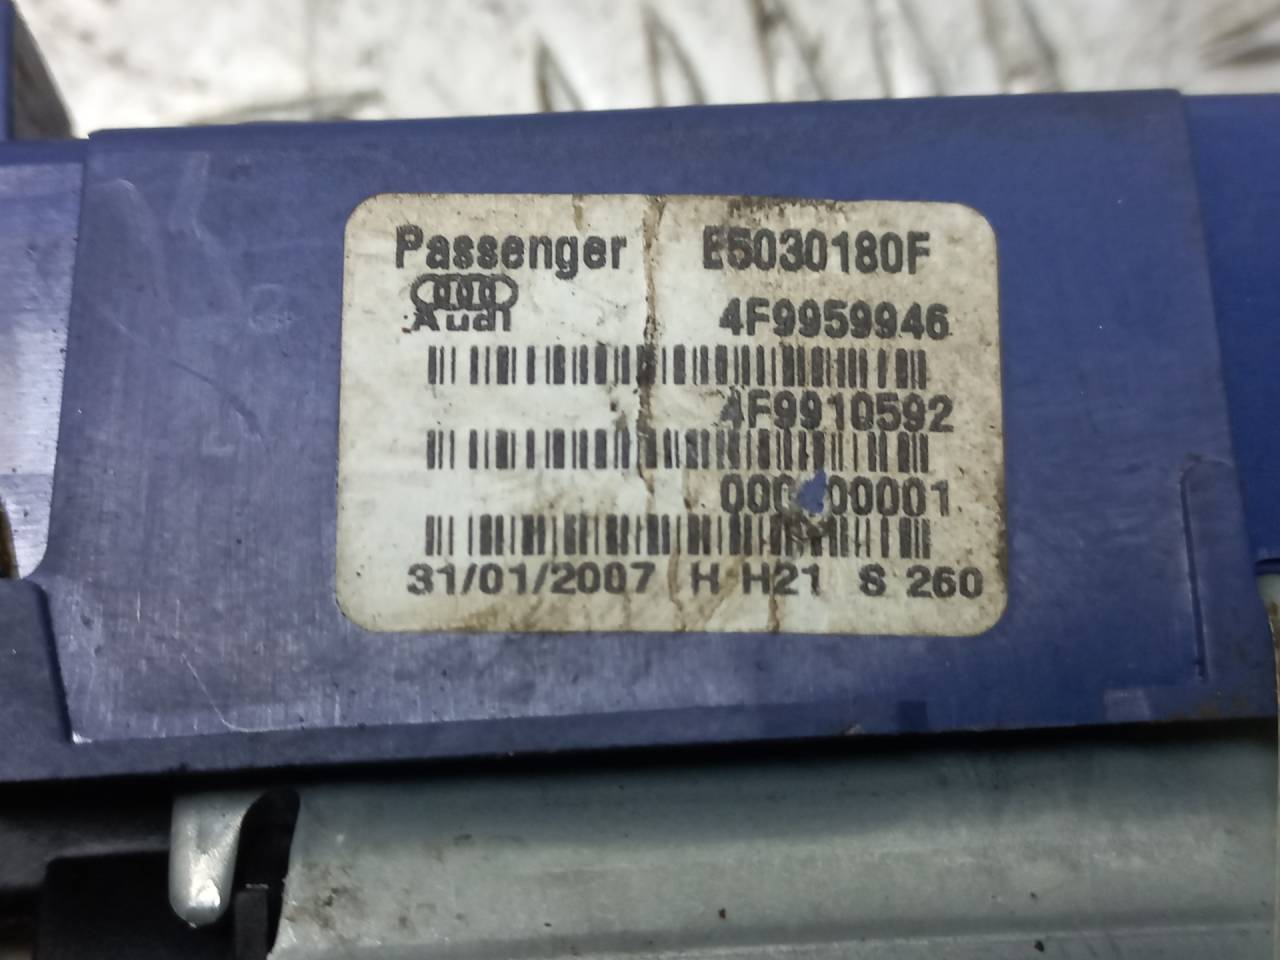 Passenger E5030180F
Audi 4F9959946
4F9910592
31/01/2007 H H21 S 260